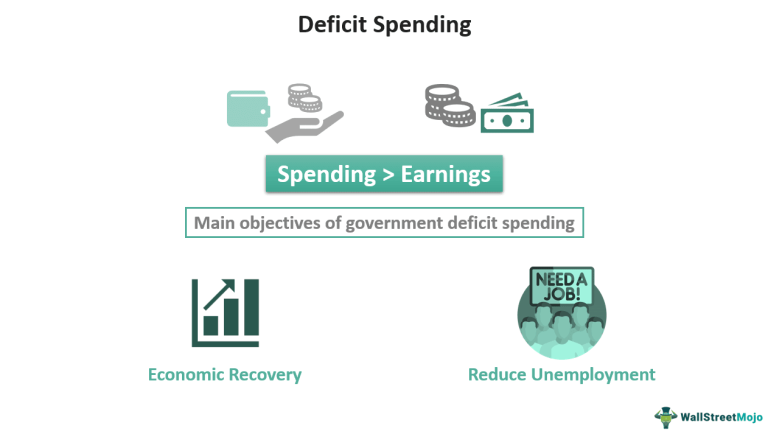 Deficit Spending
Spending > Earnings
Main objectives of government deficit spending
NEED A
JOB!
Economic Recovery
Reduce Unemployment
WallStreetMojo